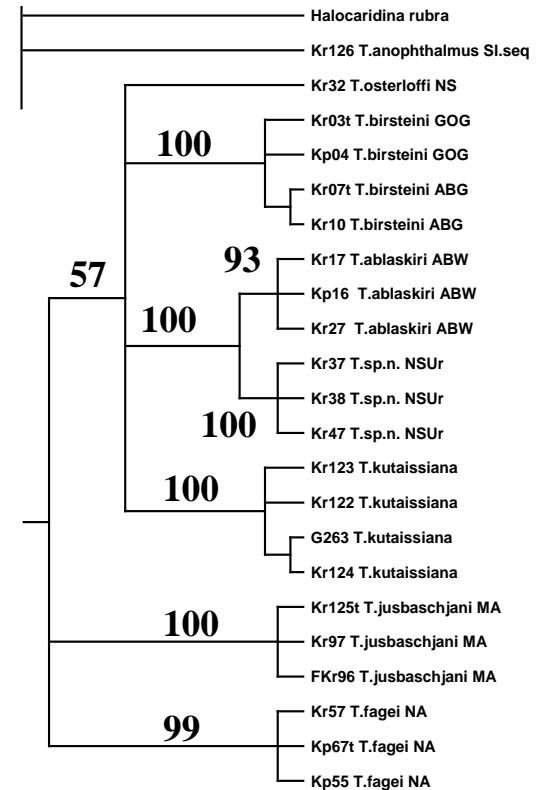 Halocaridina rubra
Kr126 T.anophthalmus Sl.seq
Kr32 T.osterloffi NS
Kr03t T.birsteini GOG
100
Kp04 T.birsteini GOG
Kr07t T.birsteini ABG
Kr10 T.birsteini ABG
93
Kr17 T.ablaskiri ABW
57
Kp16 T.ablaskiri ABW
100
Kr27 T.ablaskiri ABW
Kr37 T.sp.n. NSUr
Kr38 T.sp.n. NSUr
100
Kr47 T.sp.n. NSUr
Kr123 T.kutaissiana
100
Kr122 T.kutaissiana
G263 T.kutaissiana
Kr124 T.kutaissiana
Kr125t T.jusbaschjani MA
100
Kr97 T.jusbaschjani MA
FKr96 T.jusbaschjani MA
Kr57 T.fagei NA
99
Kp67t T.fagei NA
Kp55 T.fagei NA